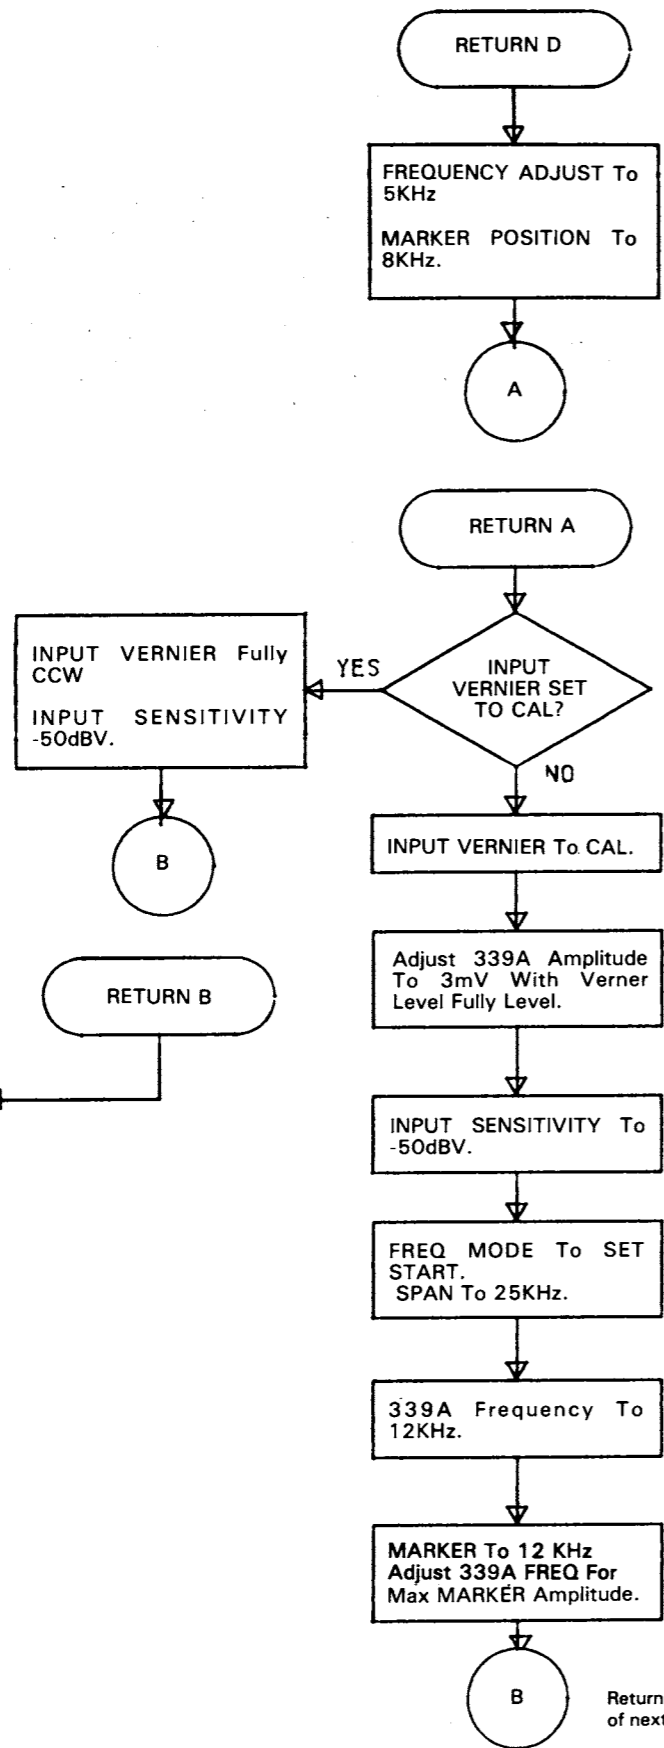 RETURN D
FREQUENCY ADJUST To
5KHz
MARKER POSITION To
8KHz.
A
RETURN A
INPUT
VERNIER SET
TO CAL?
YES
NO
INPUT VERNIER Fully
CCW
INPUT SENSITIVITY
-50dBV.
B
RETURN B
INPUT VERNIER To CAL.
Adjust 339A Amplitude
To 3mV With Verner
Level Fully Level.
INPUT SENSITIVITY To
-50dBV.
FREQ MODE To SET
START.
SPAN To 25KHz.
339A Frequency To
12KHz.
MARKER To 12 KHz
Adjust 339A FREQ For
Max MARKER Amplitude.
B
Return
of next